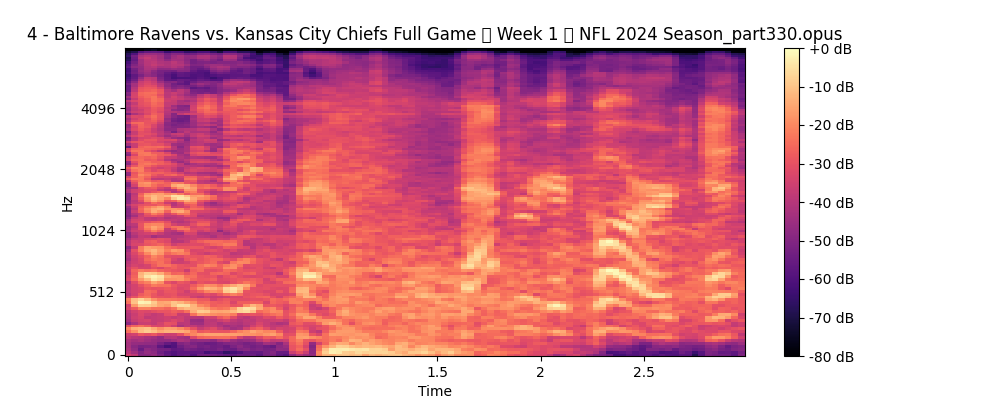 4 - Baltimore Ravens vs. Kansas City Chiefs Full Game ▯ Week 1 ▯ NFL 2024 Season_part330.opus
+0 dB
-10 dB
-20 dB
-30 dB
-40 dB
-50 dB
-60 dB
-70 dB
-80 dB
4096
2048
1024
512
0
Hz
0
0.5
1
1.5
2
2.5
Time